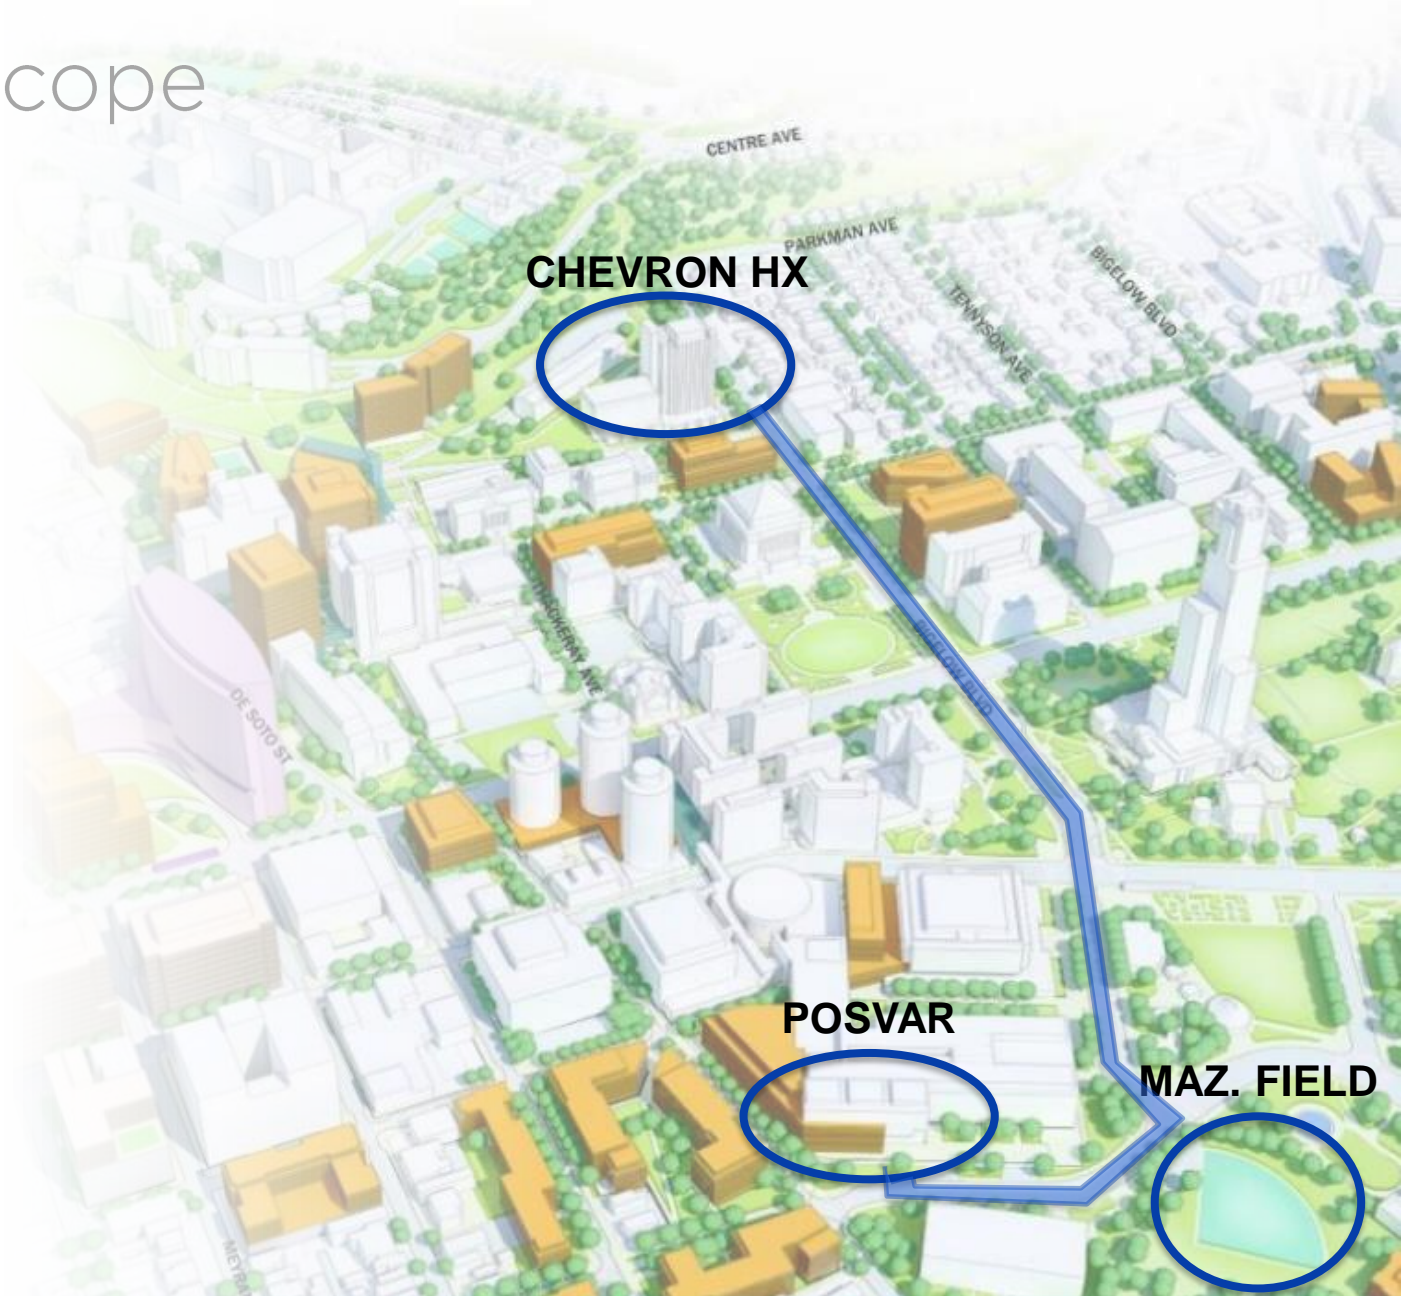 cope
CENTRE AVE
PARKMAN AVE
BIGELOW BLVD
CHEVRON HX
TENNYSON AVE
THACKERAY AVE
BIGELOW BLVD
DE SOTO ST
POSVAR
MAZ. FIELD